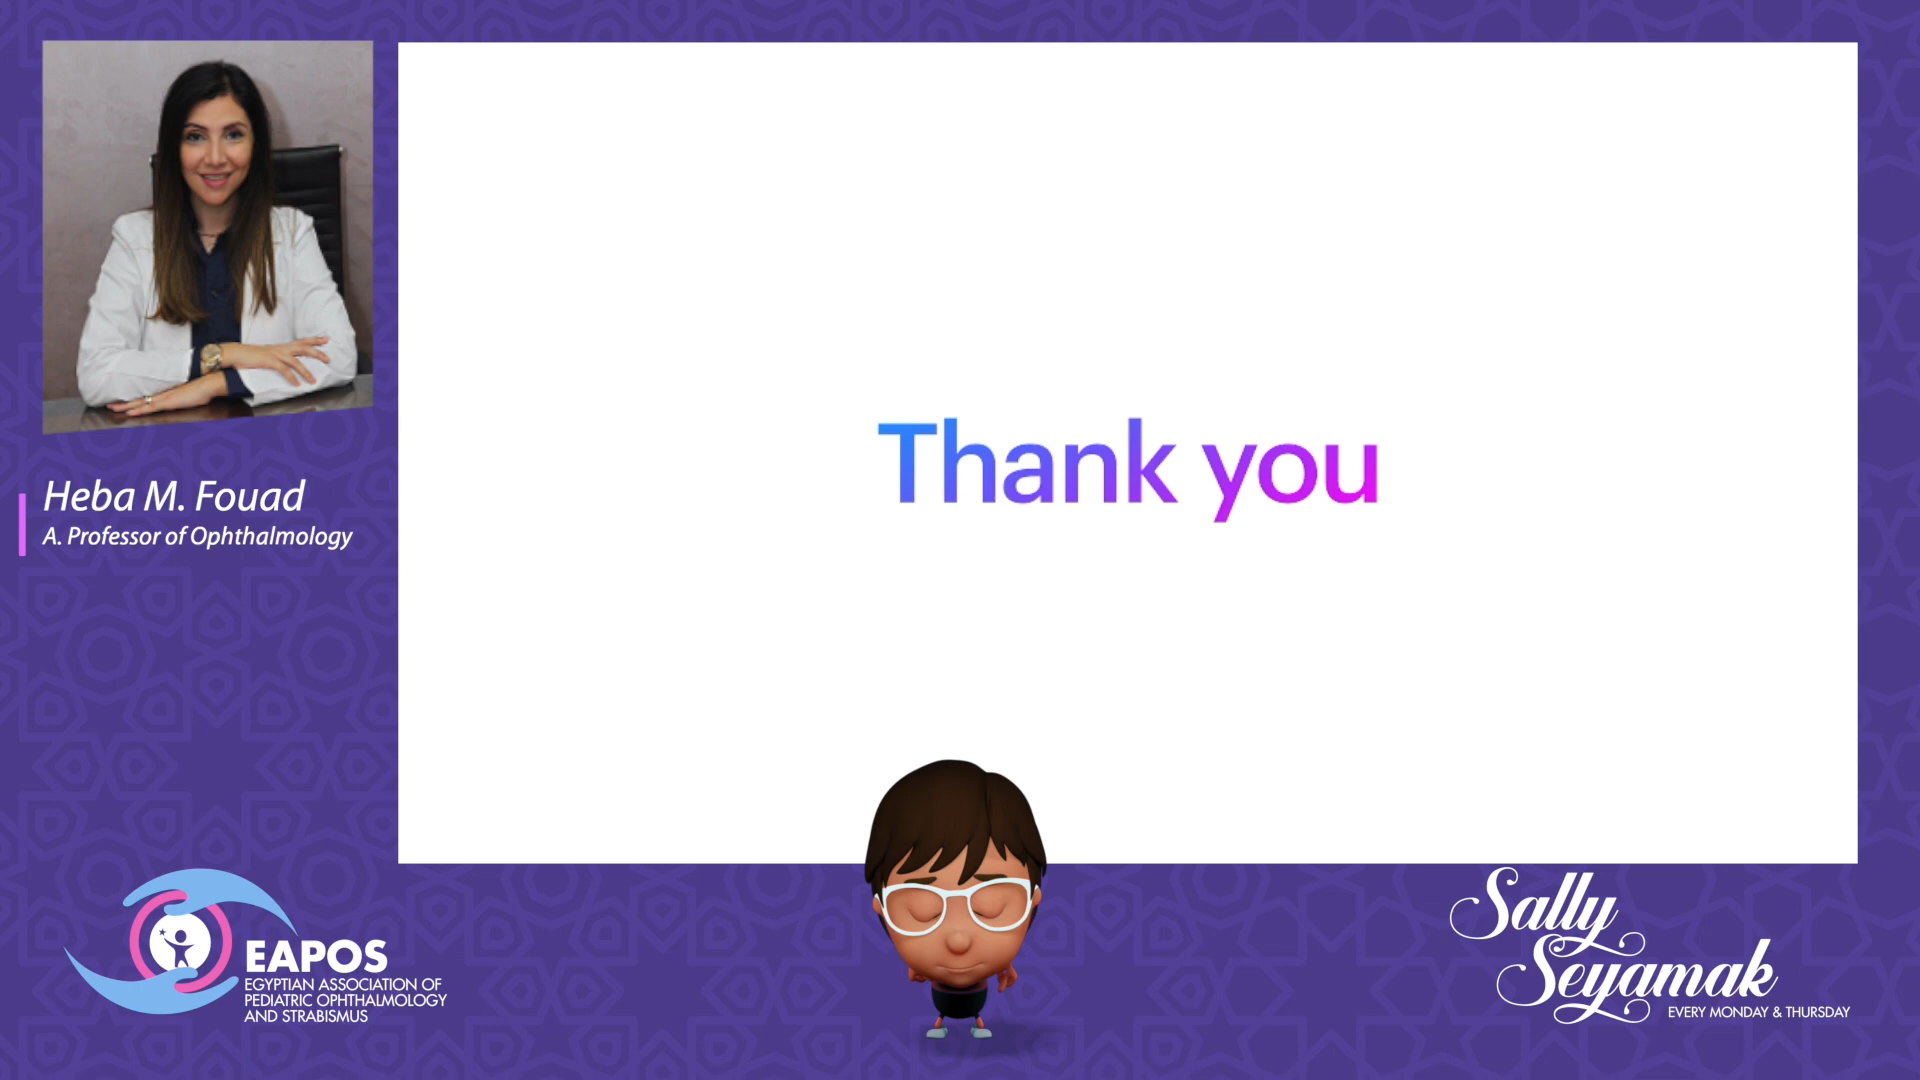 Thank you
Heba M. Fouad
A. Professor of Ophthalmology
EAPOS
EGYPTIAN ASSOCIATION OF
PEDIATRIC OPHTHALMOLOGY
AND STRABISMUS
Sally
Seyamak
EVERY MONDAY & THURSDAY